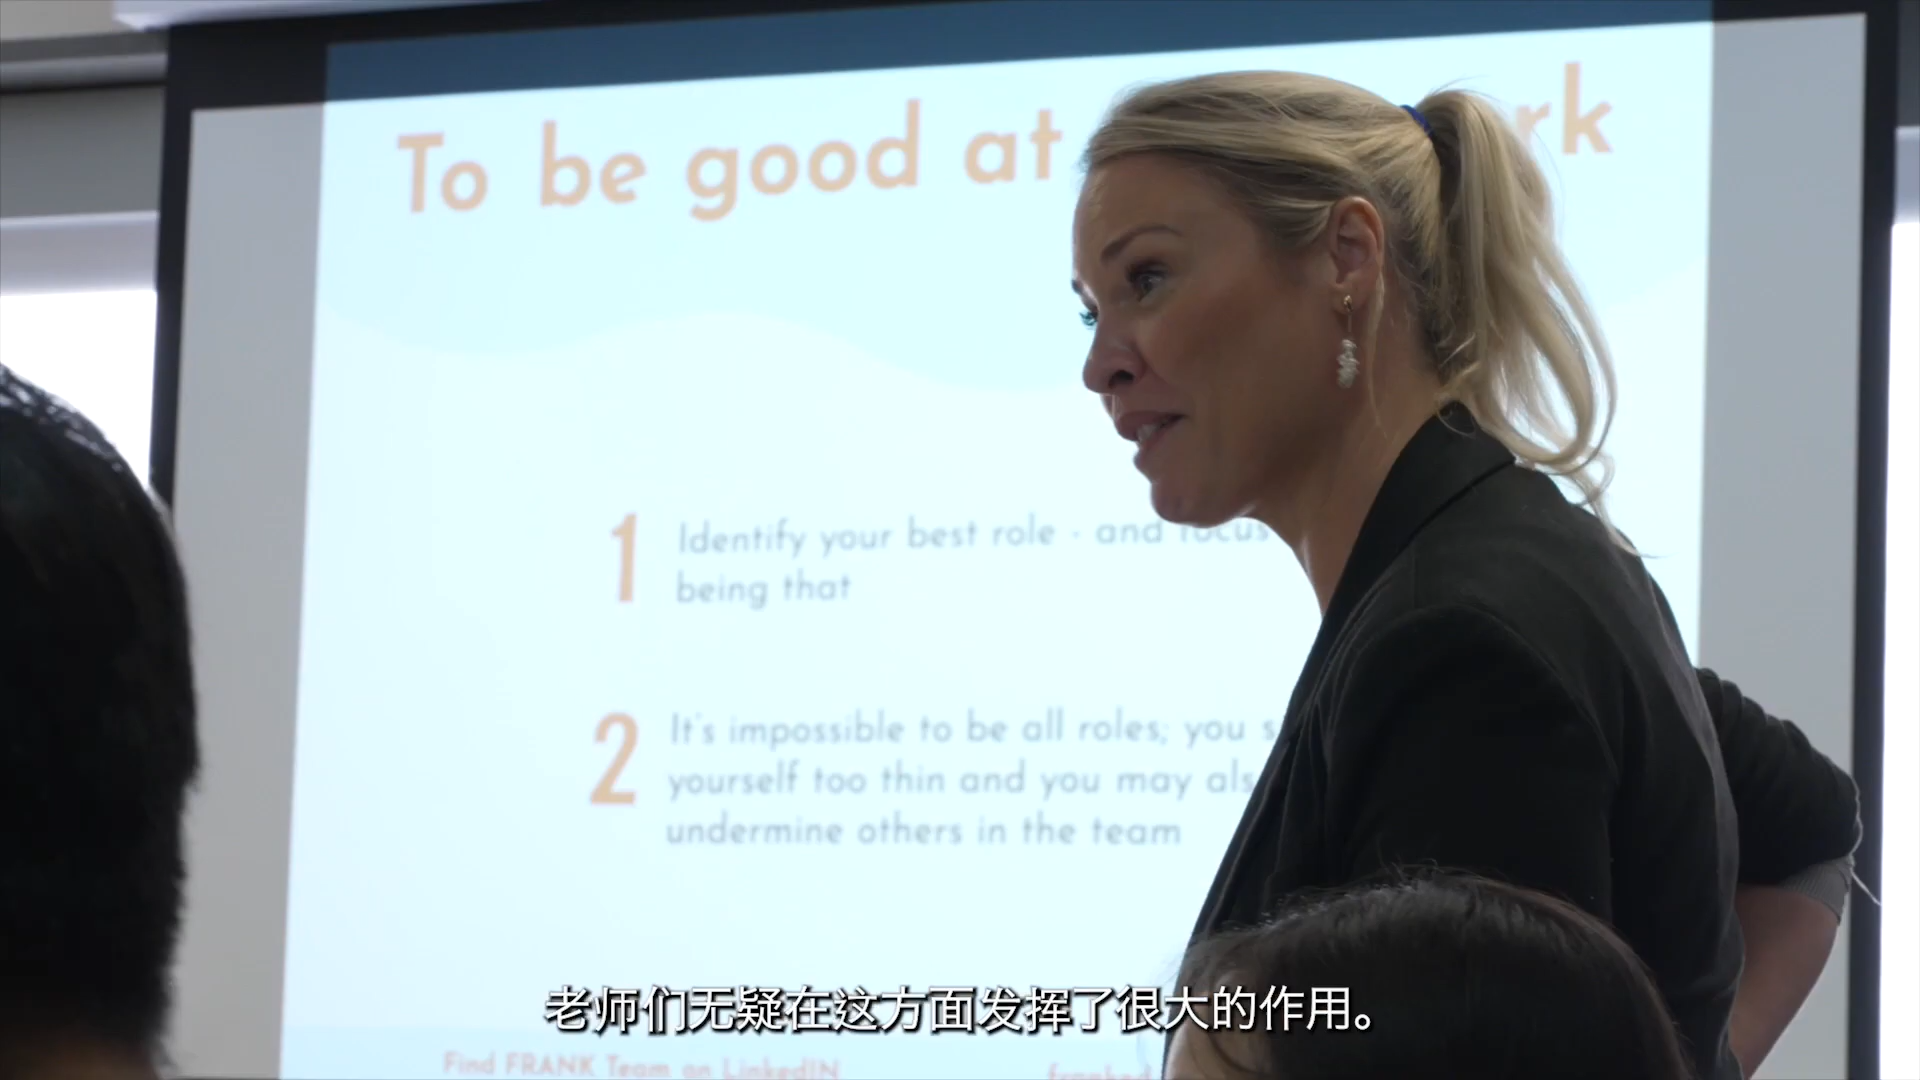 To be good at
1 Identify your best role - and focus
being that
2 It's impossible to be all roles; you
yourself too thin and you may
undermine others in the team
老师们无疑在这方面发挥了很大的作用。
Find FRANK Team on LinkedIN